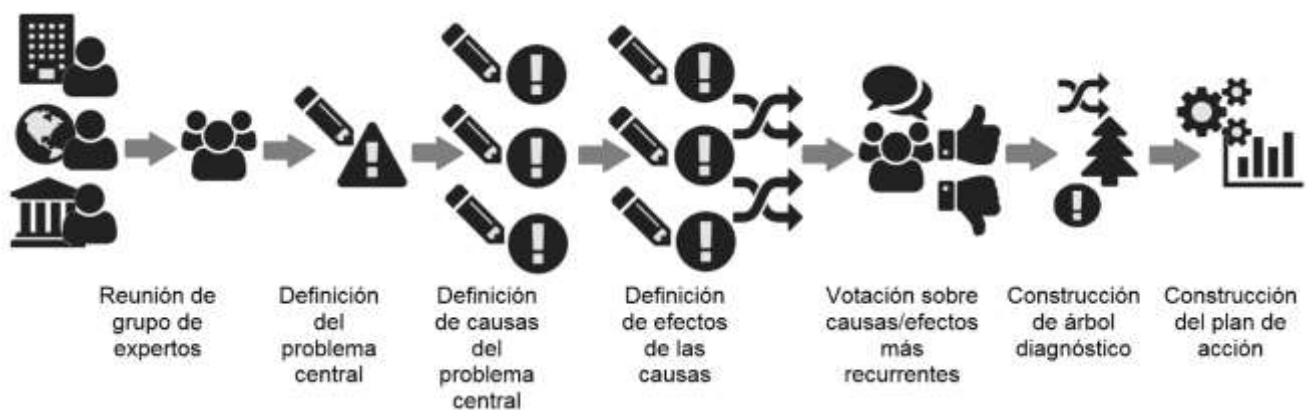 Reunión de
grupo de
expertos
Definición
del
problema
central
Definición
de causas
del
problema
central
Definición
de efectos
de las
causas
Votación sobre
causas/efectos
más
recurrentes
Construcción
de árbol
diagnóstico
Construcción
del plan de
acción